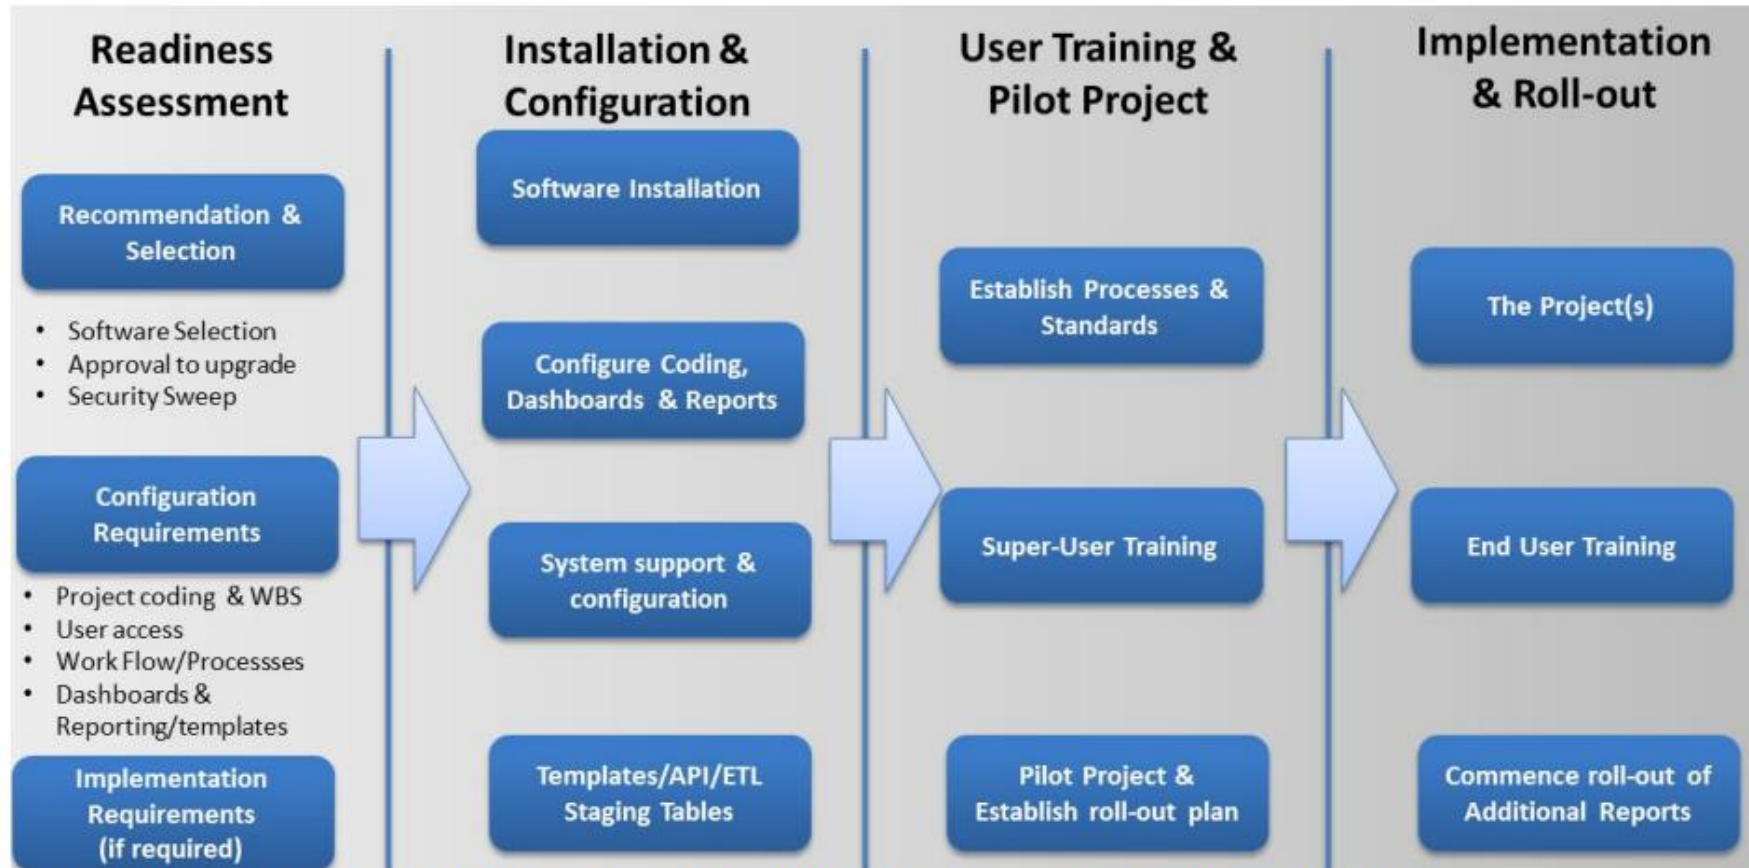 Readiness
Assessment
Recommendation &
Selection
• Software Selection
• Approval to upgrade
• Security Sweep
Configuration
Requirements
• Project coding & WBS
• User access
• Work Flow/Processses
• Dashboards &
Reporting/templates
Implementation
Requirements
(if required)
Installation &
Configuration
Software Installation
Configure Coding,
Dashboards & Reports
System support &
configuration
Templates/API/ETL
Staging Tables
User Training &
Pilot Project
Establish Processes &
Standards
Super-User Training
Pilot Project &
Establish roll-out plan
Implementation
& Roll-out
The Project(s)
End User Training
Commence roll-out of
Additional Reports